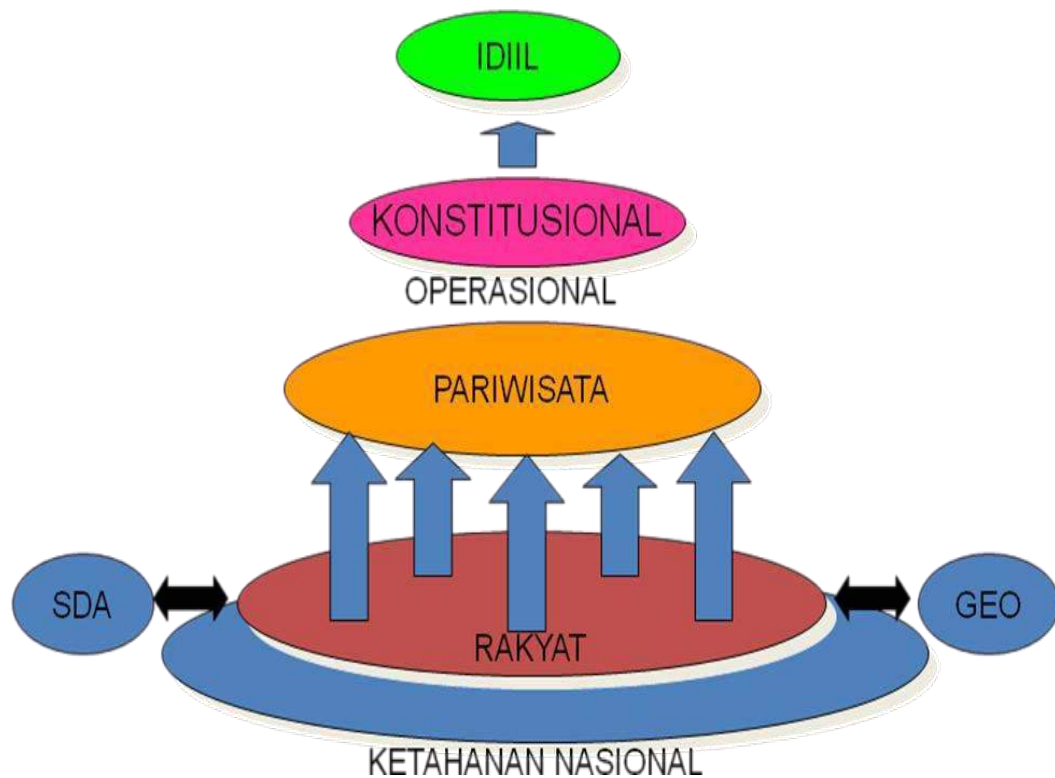 IDIIL
KONSTITUSIONAL
OPERASIONAL
PARIWISATA
SDA
GEO
RAKYAT
KETAHANAN NASIONAL